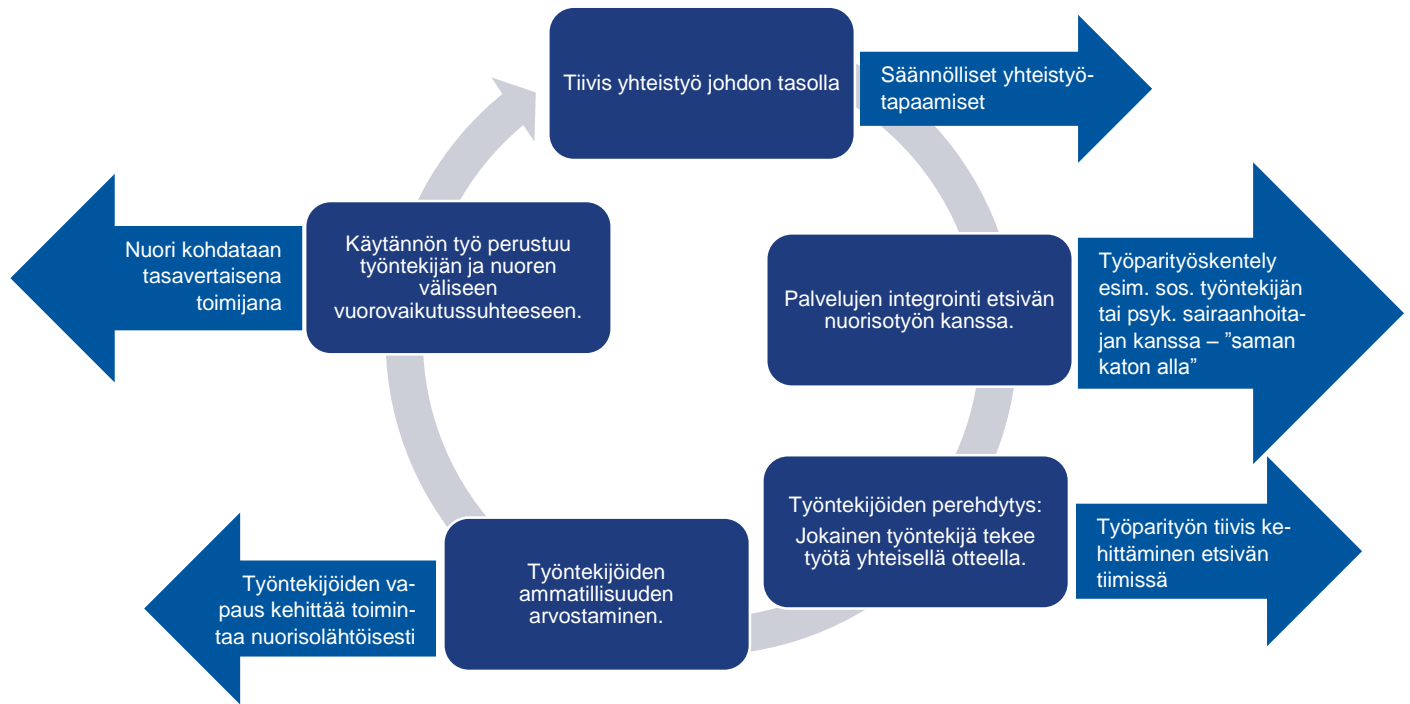 Tiivis yhteistyö johdon tasolla
Säännölliset yhteistyö-
tapaamiset
Palvelujen integrointi etsivän
nuorisotyön kanssa.
Työparityöskentely
esim. sos. työntekijän
tai psyk. sairaanhoita-
jan kanssa – ”saman
katon alla”
Työntekijöiden perehdytys:
Jokainen työntekijä tekee
työtä yhteisellä otteella.
Työparityön tiivis ke-
hittäminen etsivän
tiimissä
Työntekijöiden
ammatillisuuden
arvostaminen.
Työntekijöiden va-
paus kehittää toimin-
taa nuorisolähtöisesti
Käytännön työ perustuu
työntekijän ja nuoren
väliseen
vuorovaikutussuhteeseen.
Nuori kohdataan
tasavertaisena
toimijana